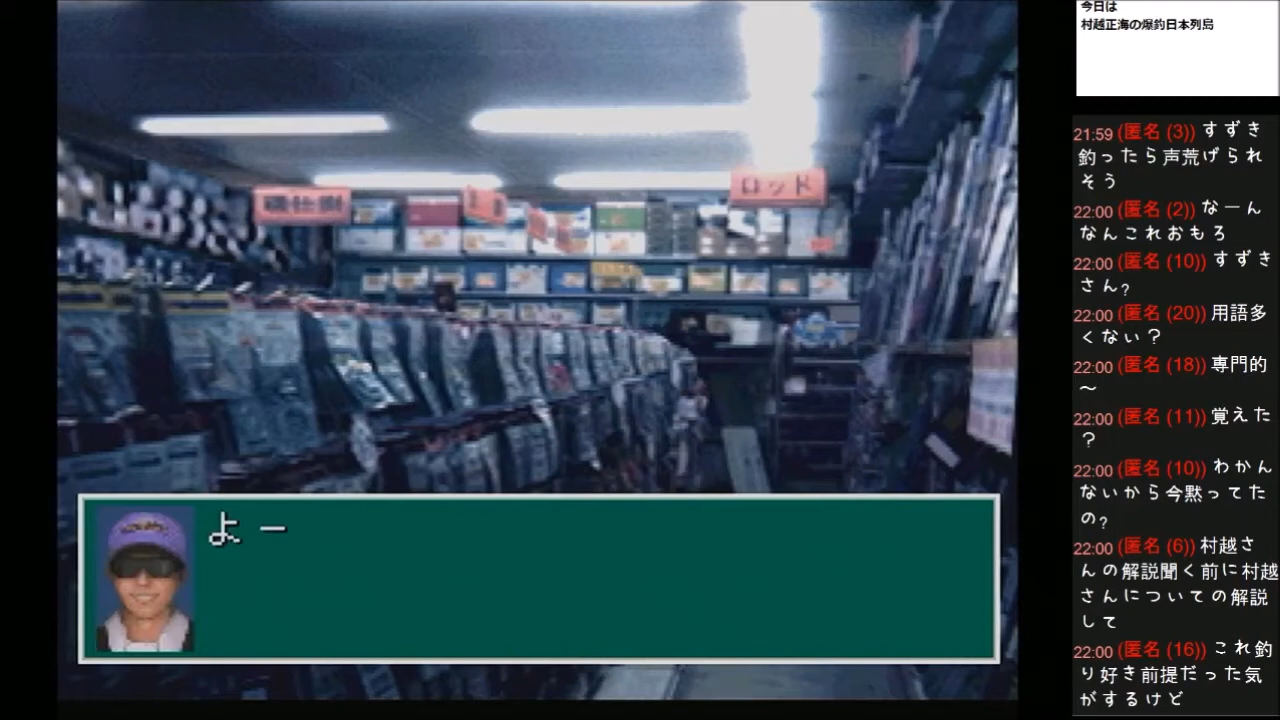 今日は
村越正海の爆釣日本列島
磯仕掛
ロッド
よー
21:59 (匿名 (3)) すずき
釣ったら声荒げられ
そう
22:00 (匿名 (2)) なーん
なんこれおもろ
22:00 (匿名 (10)) すずき
さん?
22:00 (匿名 (20)) 用語多
くない？
22:00 (匿名 (18)) 専門的
～
22:00 (匿名 (11)) 覚えた
？
22:00 (匿名 (10)) わかん
ないから今黙ってた
の?
22:00 (匿名 (6)) 村越さ
んの解説聞く前に村越
さんについての解説
して
22:00 (匿名 (16)) これ釣
り好き前提だった気
がするけど